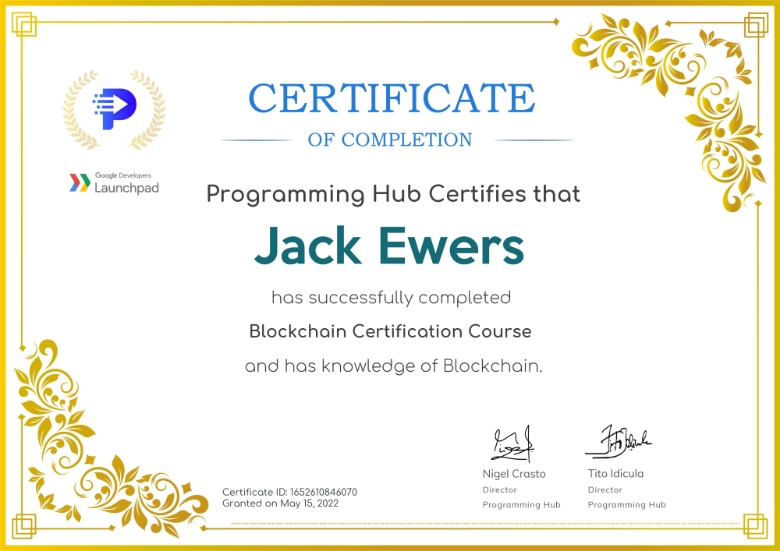 CERTIFICATE
OF COMPLETION
Google Developers
Launchpad
Programming Hub Certifies that
Jack Ewers
has successfully completed
Blockchain Certification Course
and has knowledge of Blockchain.
Nigel Crasto
Director
Programming Hub
Tito Idicula
Director
Programming Hub
Certificate ID: 1652610846070
Granted on May 15, 2022